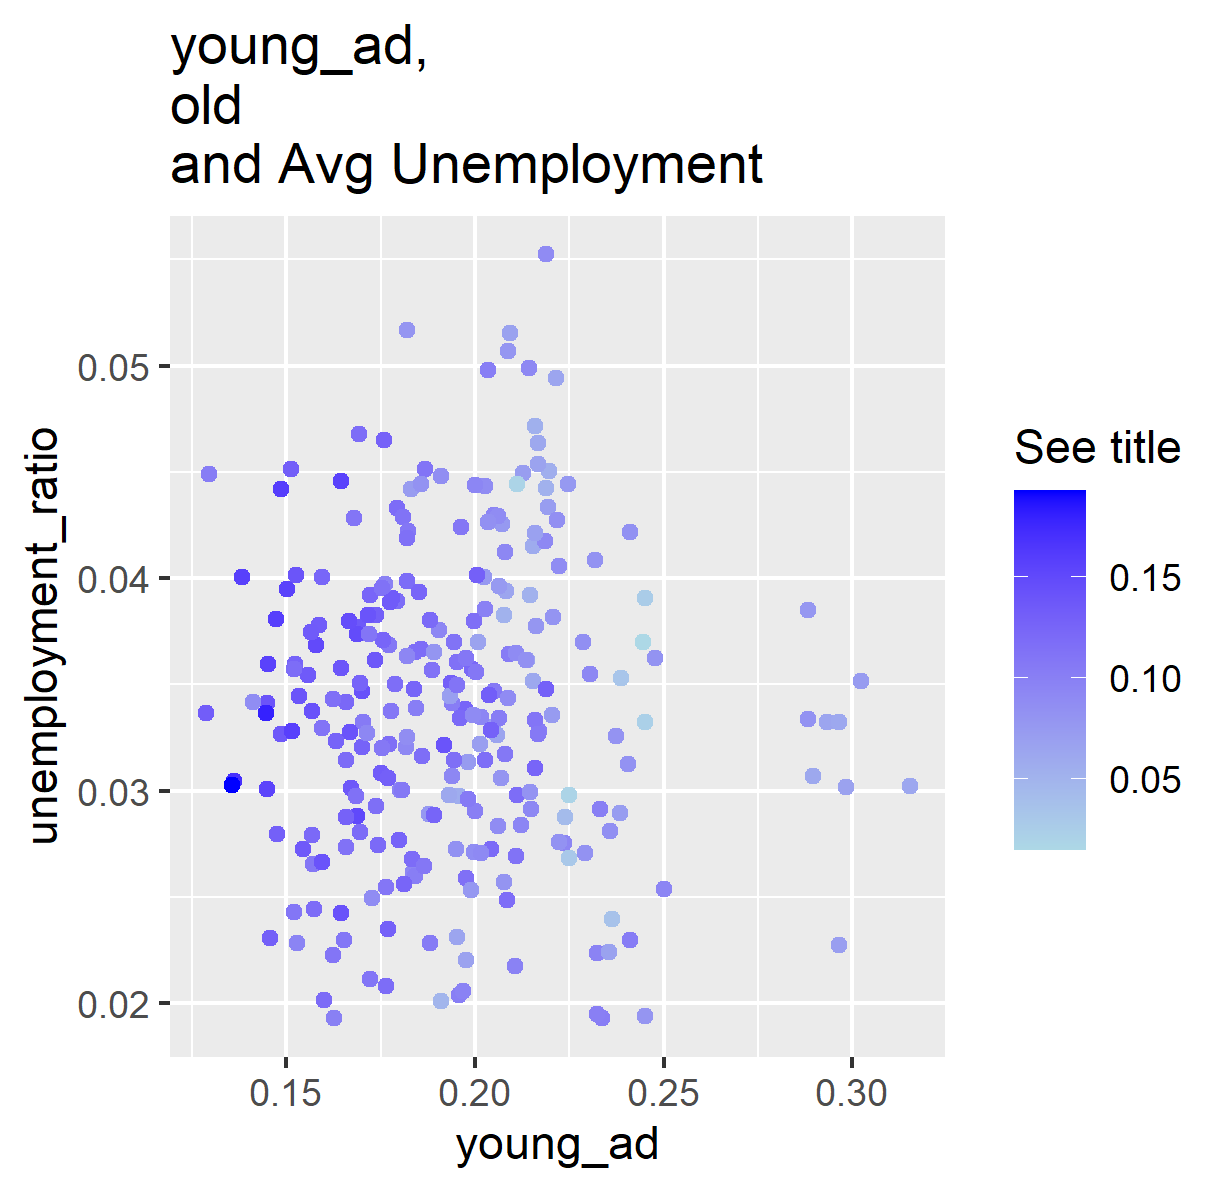 young_ad,
old
and Avg Unemployment
unemployment_ratio
0.05
0.04
0.03
0.02
0.15
0.20
0.25
0.30
young_ad
See title
0.15
0.10
0.05